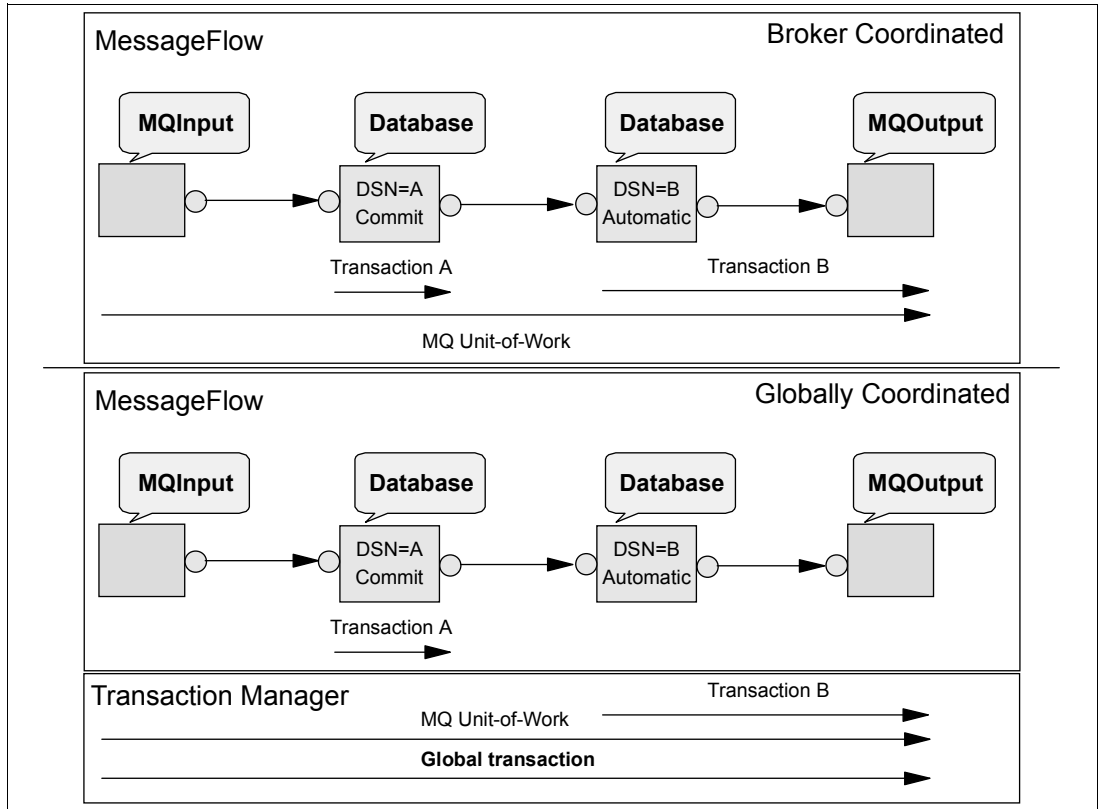 MessageFlow
Broker Coordinated
MQInput
Database
Database
MQOutput
DSN=A
Commit
DSN=B
Automatic
Transaction A
Transaction B
MQ Unit-of-Work
MessageFlow
Globally Coordinated
MQInput
Database
Database
MQOutput
DSN=A
Commit
DSN=B
Automatic
Transaction A
Transaction Manager
Transaction B
MQ Unit-of-Work
Global transaction